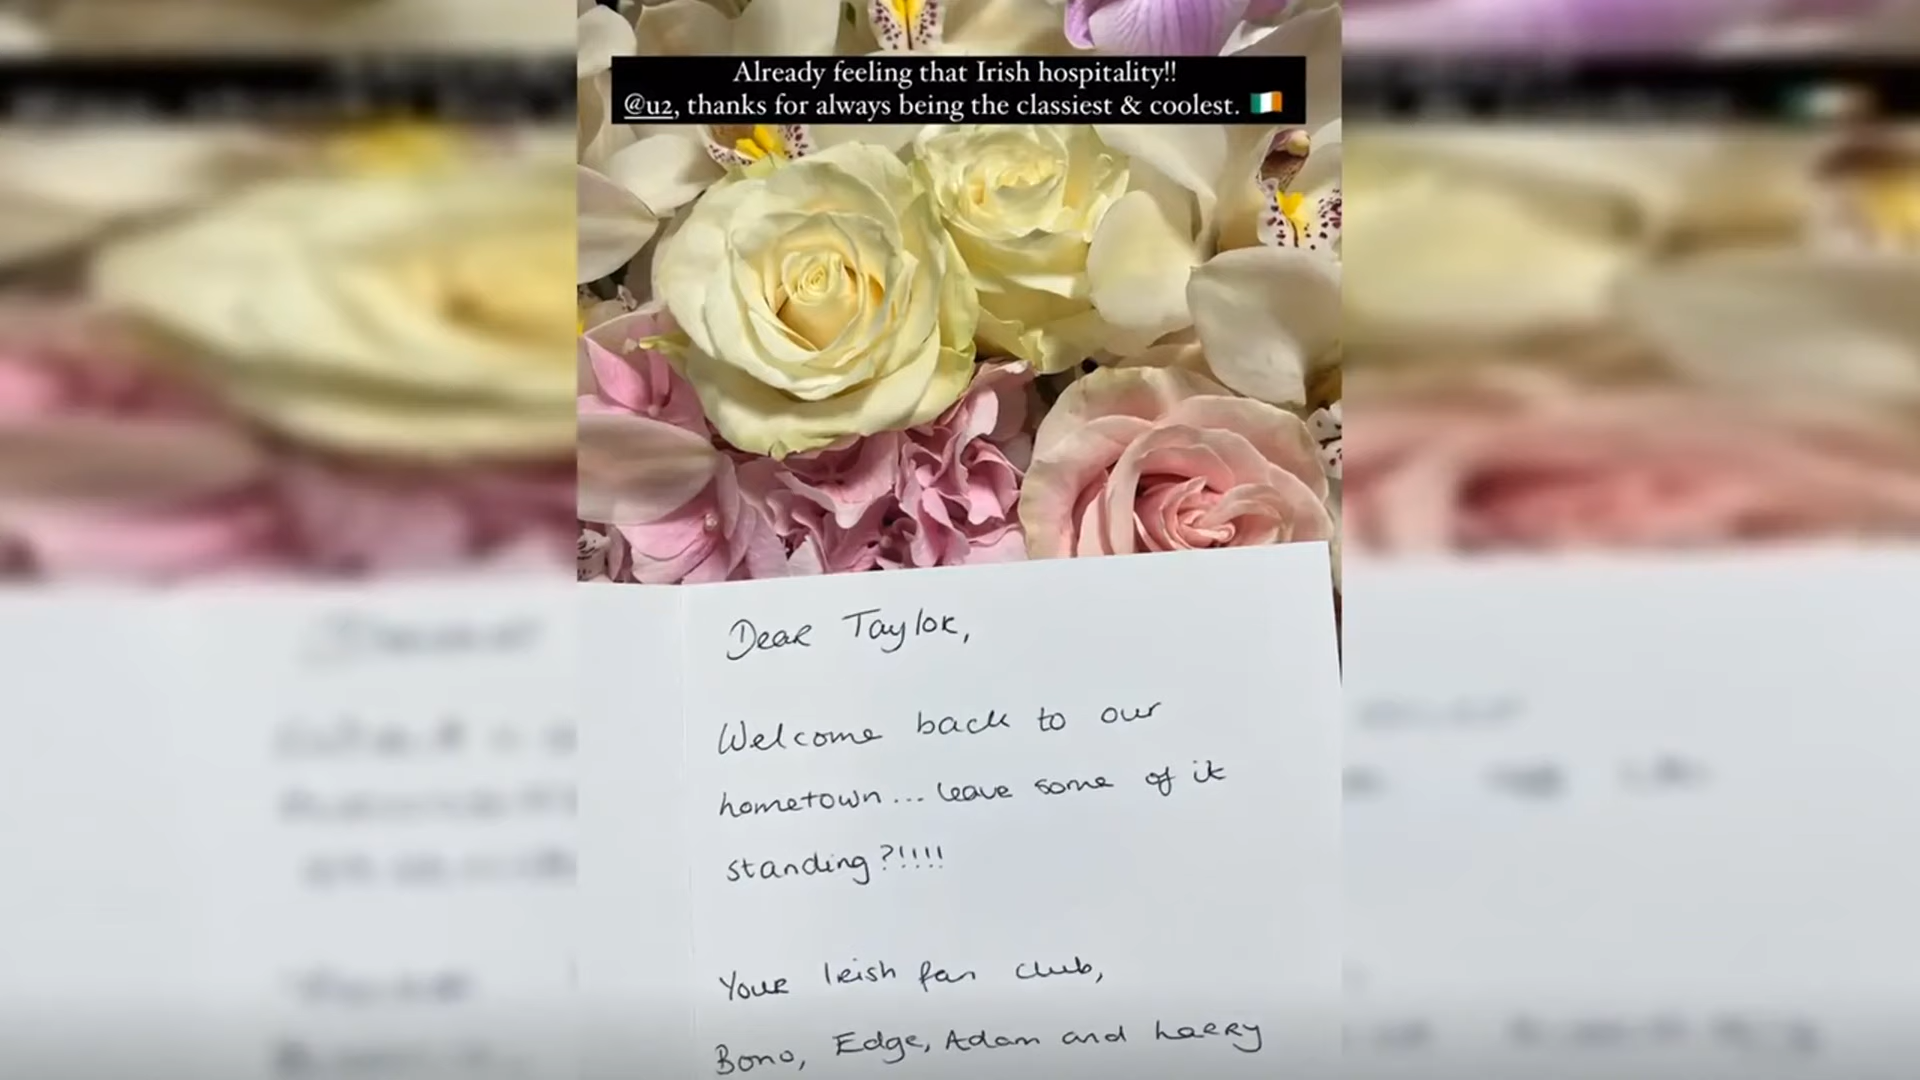 Already feeling that Irish hospitality!!
@u2, thanks for always being the classiest & coolest. 🇮🇪
Dear Taylor,
Welcome back to our
hometown... leave some of it
standing?!!!!
Your Irish fan club,
Bono, Edge, Adam and Larry